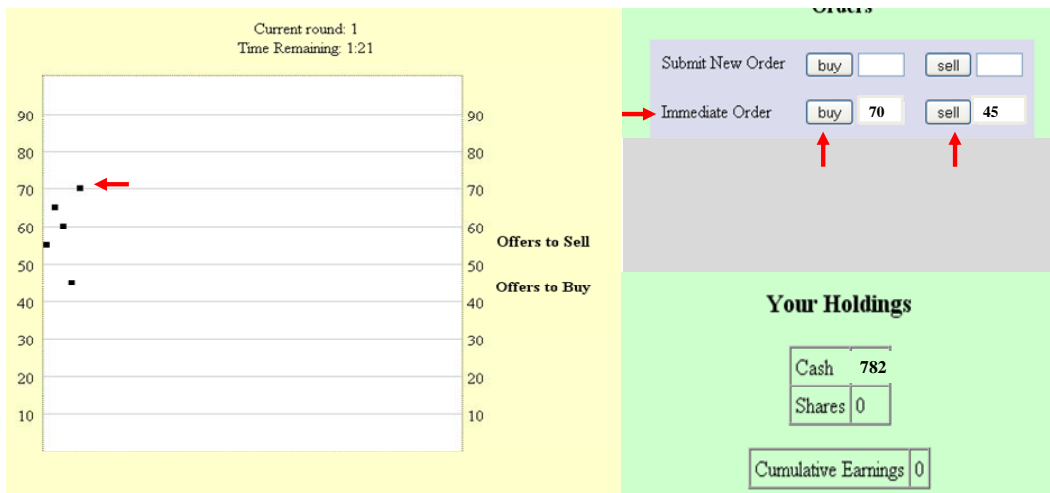 Current round: 1
Time Remaining: 1:21
90
80
70
60
50
40
30
20
10
90
80
70
60
50
40
30
20
10
Offers to Sell
Offers to Buy
Orders
Submit New Order buy sell
Immediate Order buy 70 sell 45
Your Holdings
Cash 782
Shares 0
Cumulative Earnings 0